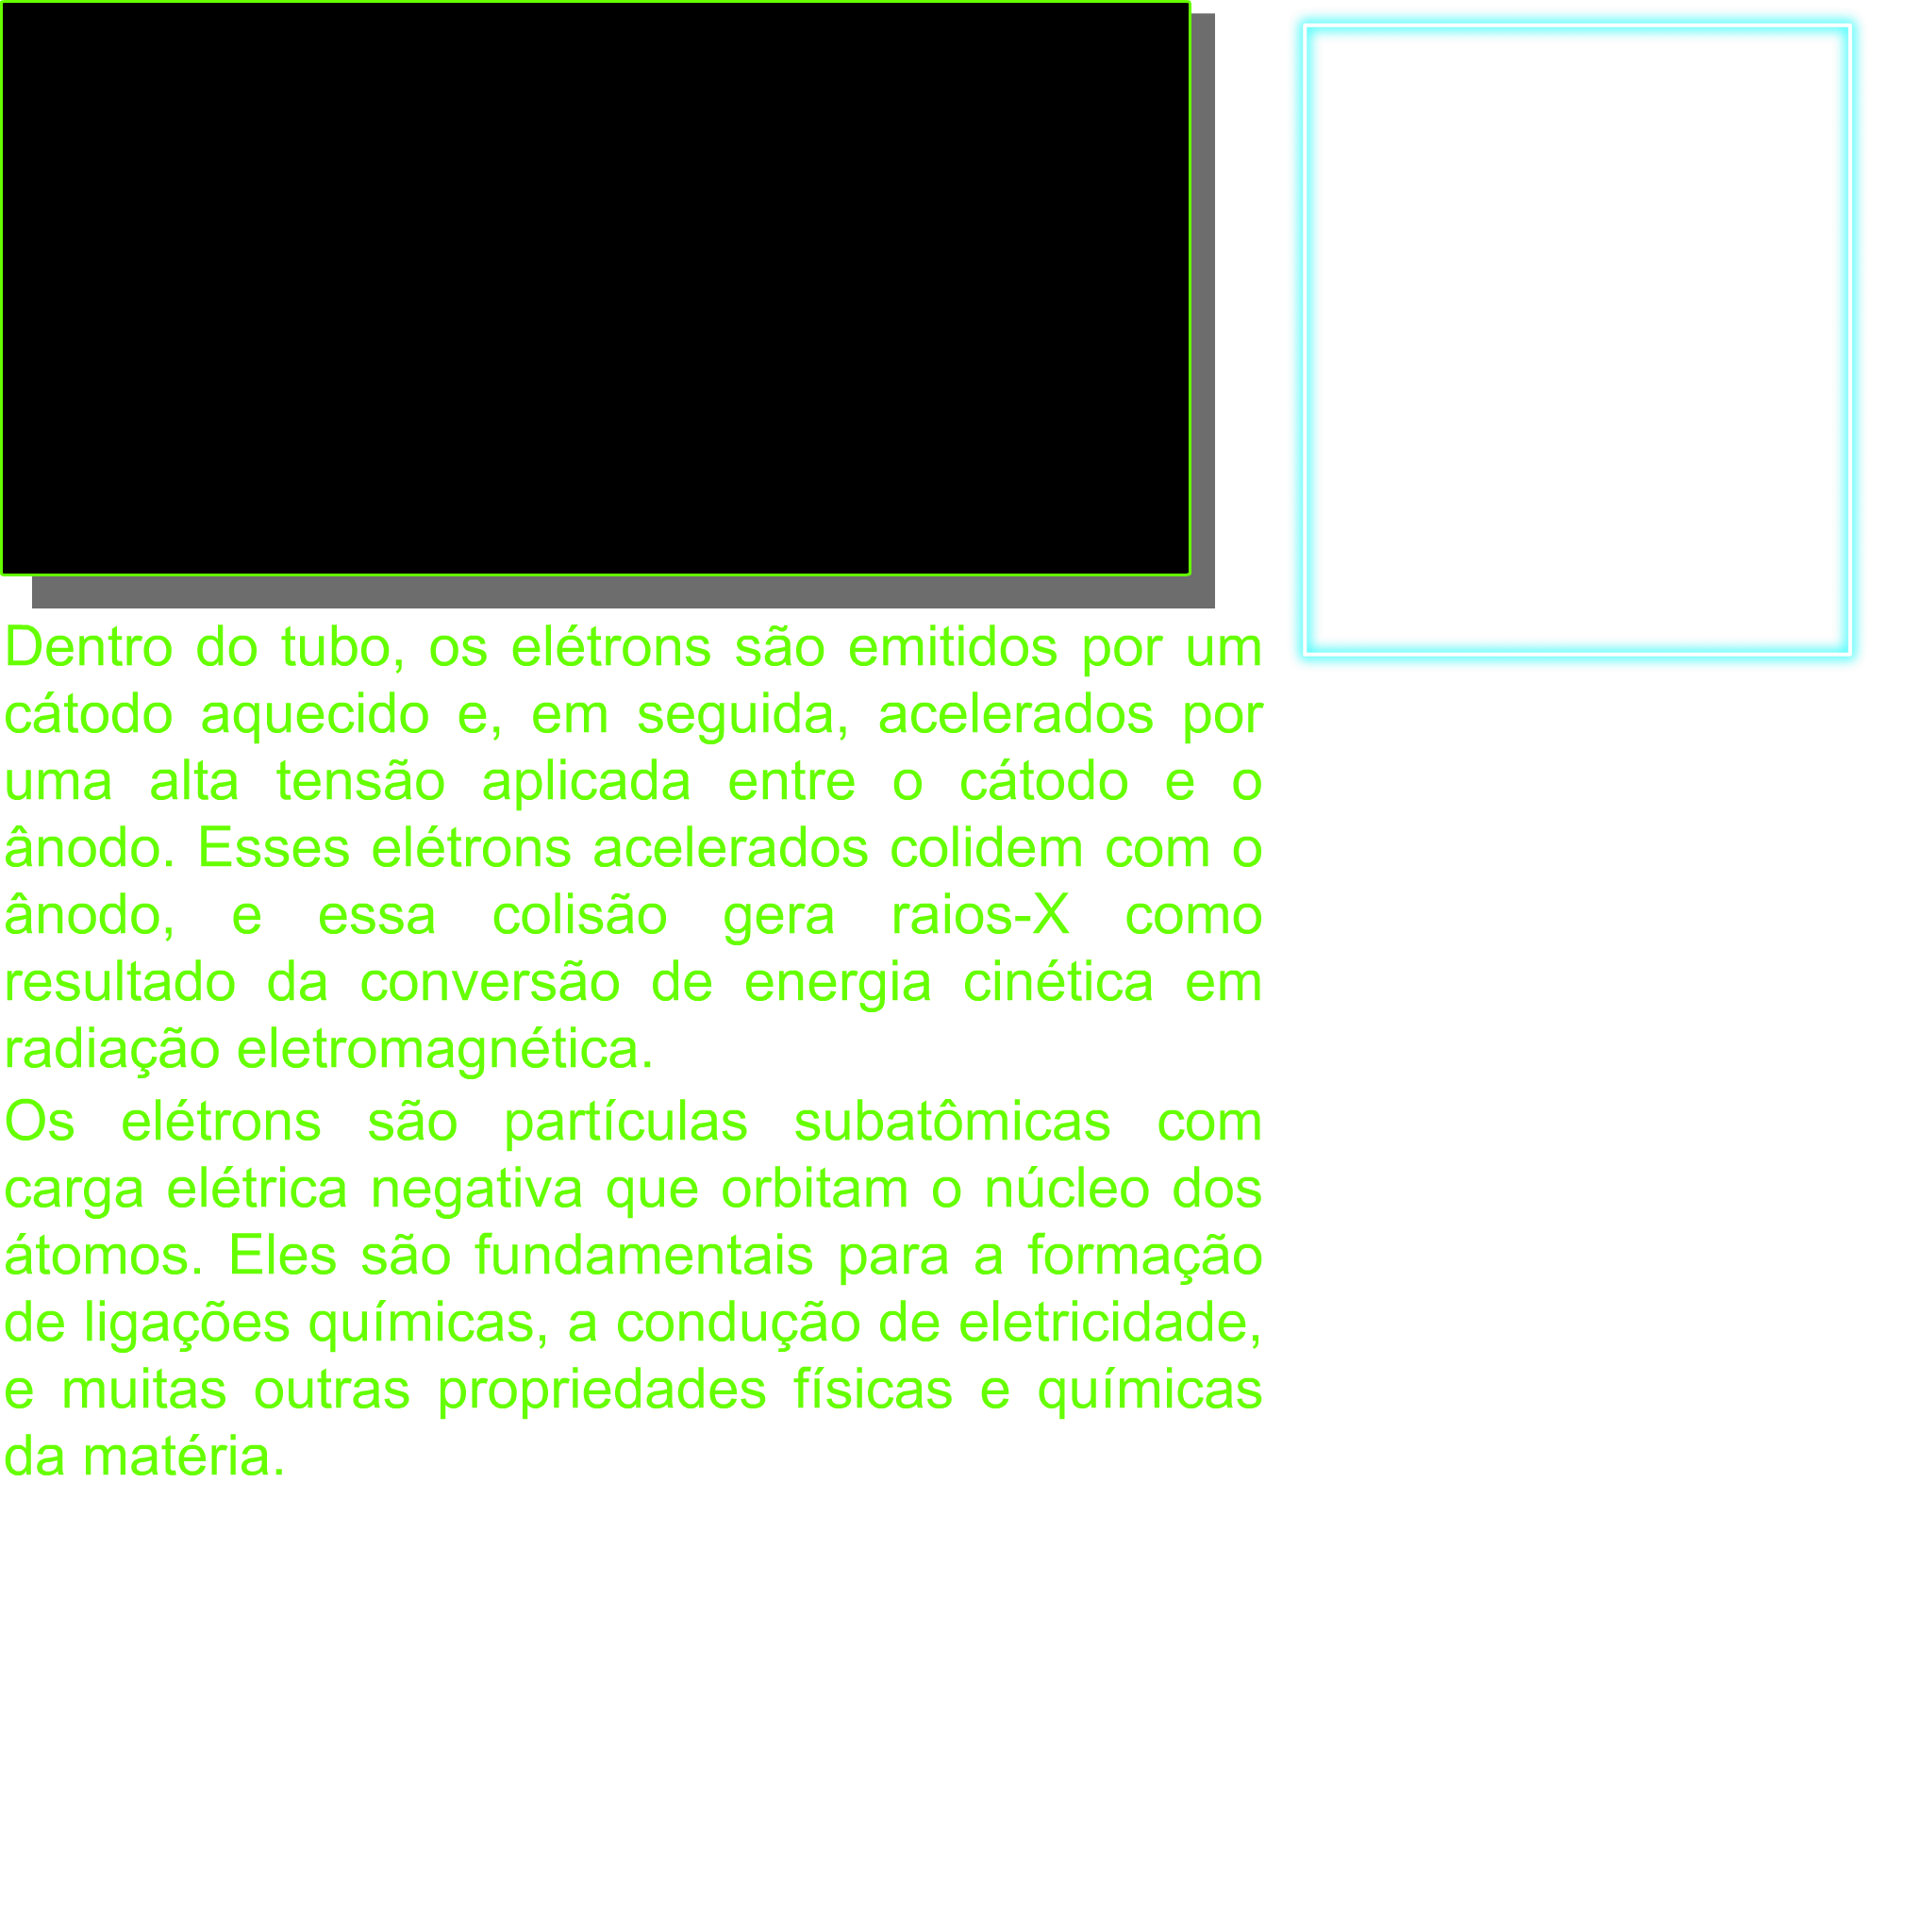 Dentro do tubo, os elétrons são emitidos por um
cátodo aquecido e, em seguida, acelerados por
uma alta tensão aplicada entre o cátodo e o
ânodo. Esses elétrons acelerados colidem com o
ânodo, e essa colisão gera raios-X como
resultado da conversão de energia cinética em
radiação eletromagnética.
Os elétrons são partículas subatômicas com
carga elétrica negativa que orbitam o núcleo dos
átomos. Eles são fundamentais para a formação
de ligações químicas, a condução de eletricidade,
e muitas outras propriedades físicas e químicas
da matéria.